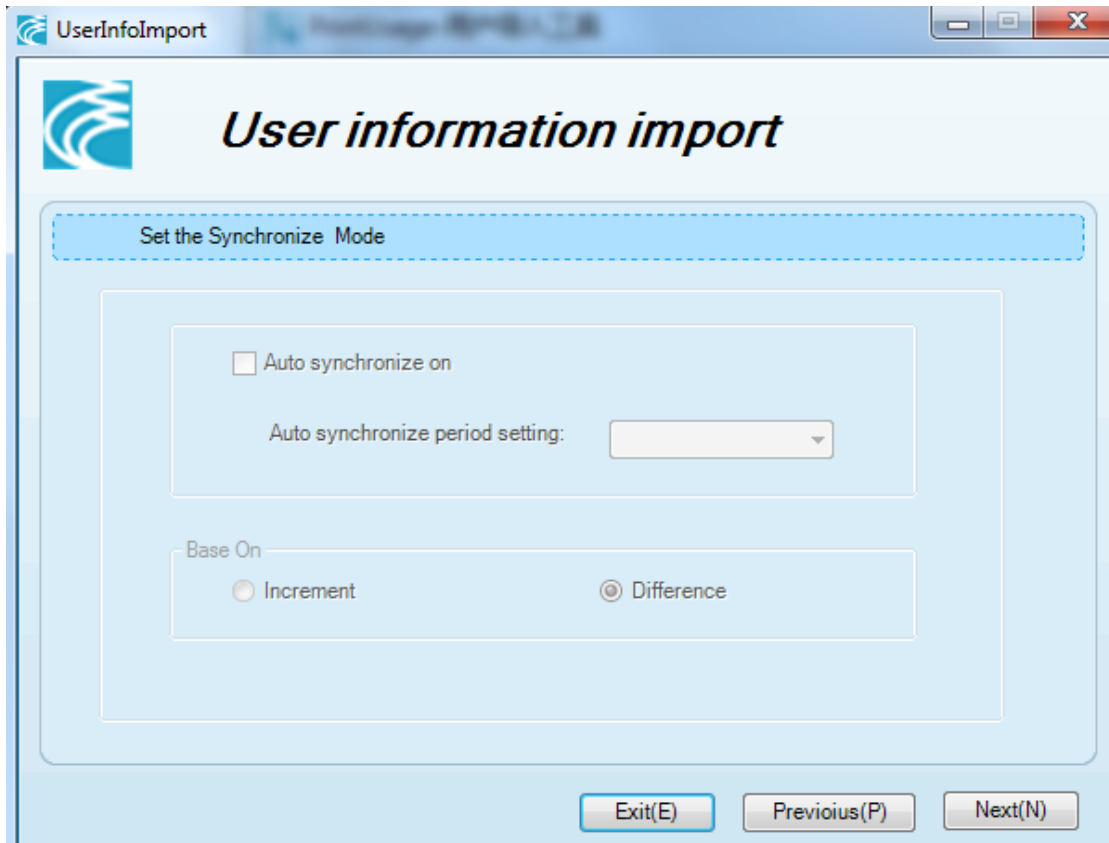 UserInfoImport
User information import
Set the Synchronize Mode
Auto synchronize on
Auto synchronize period setting:
Base On
Increment
Difference
Exit(E)
Previoius(P)
Next(N)